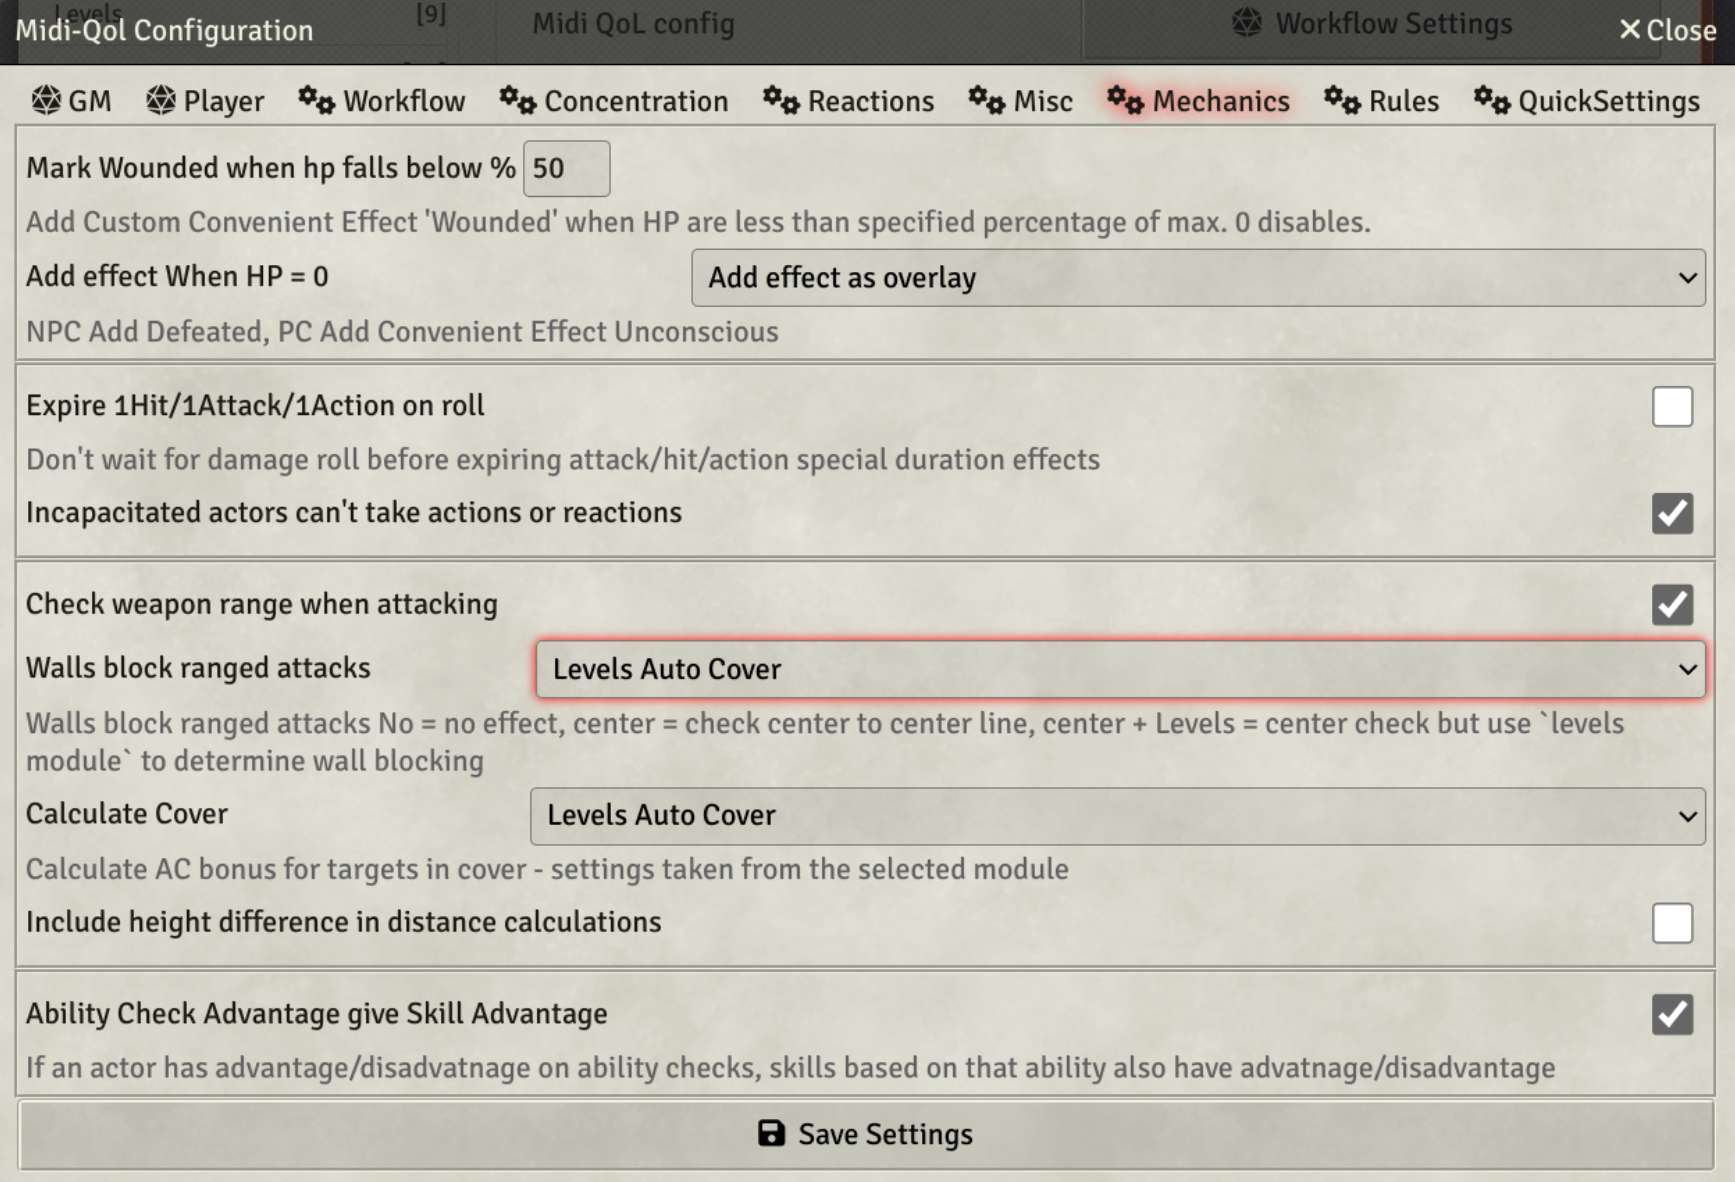 Levels [9] Midi QoL config Workflow Settings
Midi-Qol Configuration Close
GM Player Workflow Concentration Reactions Misc Mechanics Rules QuickSettings
Mark Wounded when hp falls below % 50
Add Custom Convenient Effect 'Wounded' when HP are less than specified percentage of max. 0 disables.
Add effect When HP = 0 Add effect as overlay
NPC Add Defeated, PC Add Convenient Effect Unconscious
Expire 1Hit/1Attack/1Action on roll
Don't wait for damage roll before expiring attack/hit/action special duration effects
Incapacitated actors can't take actions or reactions
Check weapon range when attacking
Walls block ranged attacks Levels Auto Cover
Walls block ranged attacks No = no effect, center = check center to center line, center + Levels = center check but use `levels
module` to determine wall blocking
Calculate Cover Levels Auto Cover
Calculate AC bonus for targets in cover - settings taken from the selected module
Include height difference in distance calculations
Ability Check Advantage give Skill Advantage
If an actor has advantage/disadvatnage on ability checks, skills based on that ability also have advatnage/disadvantage
Save Settings